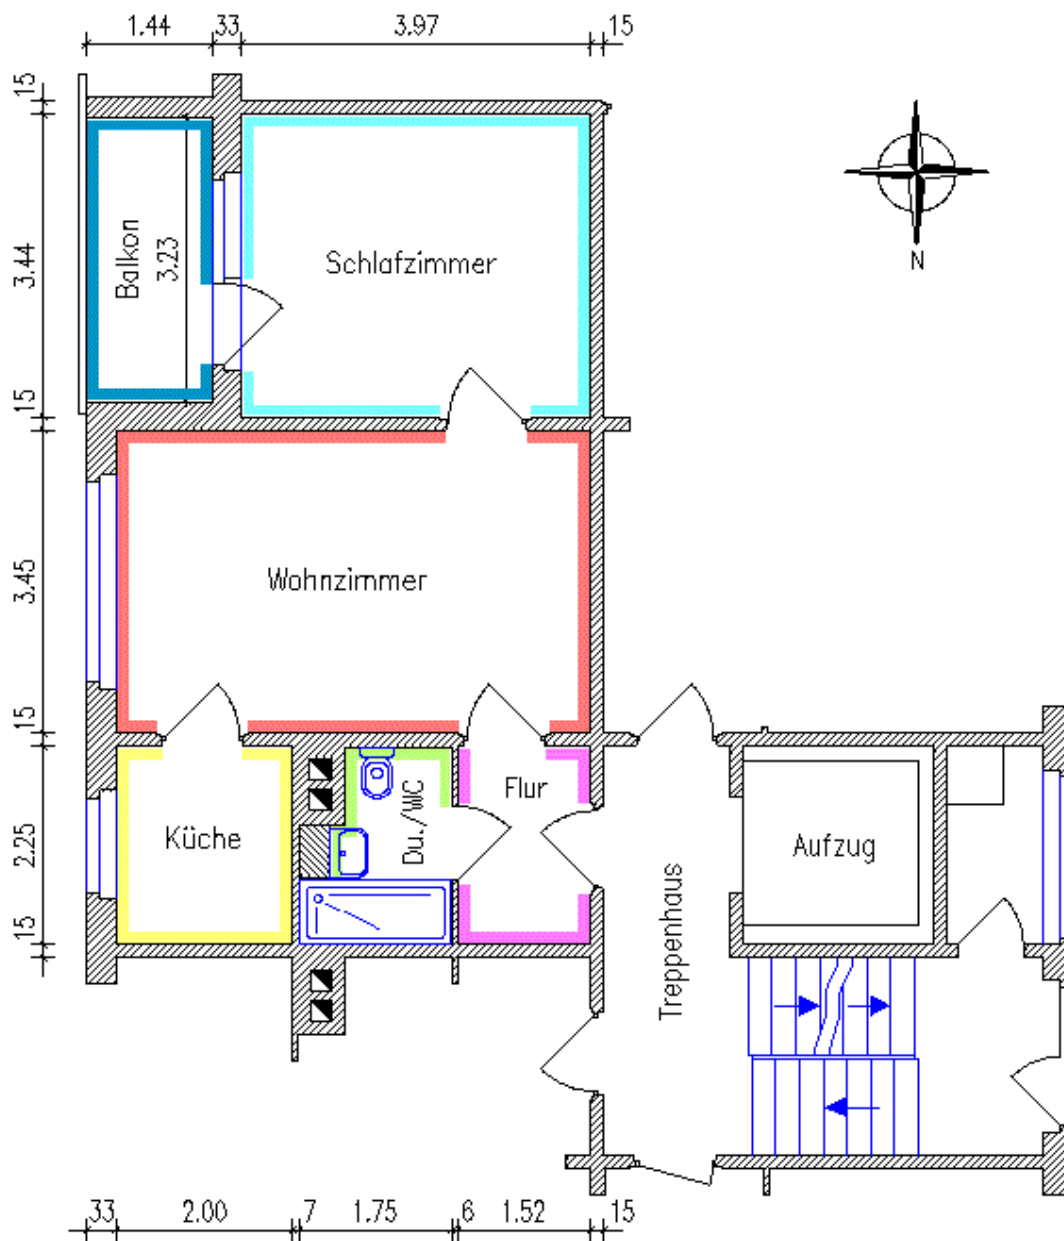 1.44 33 3.97 15
15
3.44
15
3.45
15
2.25
15
Balkon
3.23
Schlafzimmer
N
Wohnzimmer
Küche
Du./WC
Flur
Treppenhaus
Aufzug
33 2.00 7 1.75 6 1.52 15